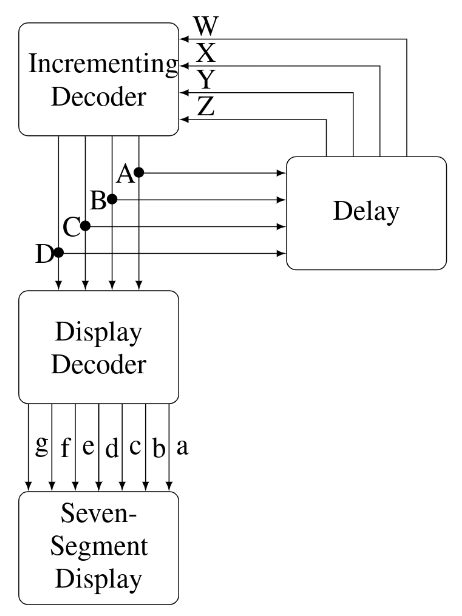 W
X
Incrementing
Decoder
Y
Z
A
B
C
D
Delay
Display
Decoder
g f e d c b a
Seven-
Segment
Display